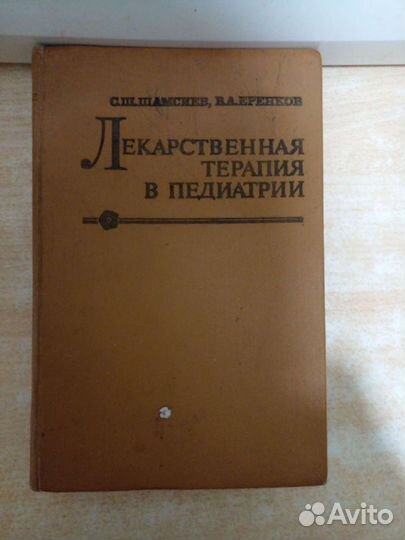 С.Ш.ШАМСИЕВ, В.А.ЕРЕНКОВ
ЛЕКАРСТВЕННАЯ
ТЕРАПИЯ
В ПЕДИАТРИИ
Avito